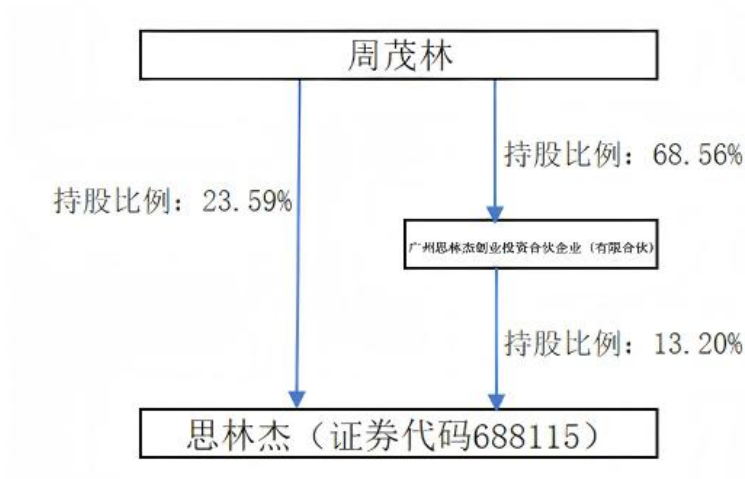 周茂林
持股比例：68.56%
持股比例：23.59%
广州思林杰创业投资合伙企业（有限合伙）
持股比例：13.20%
思林杰（证券代码688115）